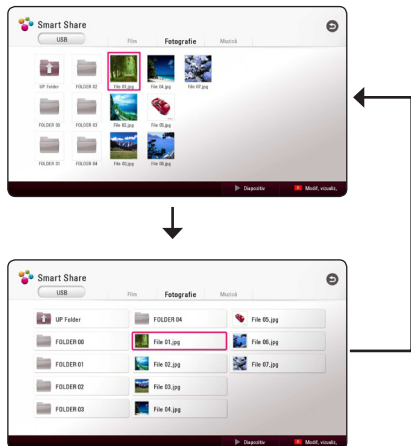 Smart Share
USB Film Fotografie Muzică
UP Folder FOLDER 02 File 01.jpg File 04.jpg File 07.jpg
FOLDER 00 FOLDER 03 File 02.jpg File 05.jpg
FOLDER 01 FOLDER 04 File 03.jpg File 06.jpg
Diapozitiv Modif. vizualiz.
Smart Share
USB Film Fotografie Muzică
UP Folder FOLDER 04 File 05.jpg
FOLDER 00 File 01.jpg File 06.jpg
FOLDER 01 File 02.jpg File 07.jpg
FOLDER 02 File 03.jpg
FOLDER 03 File 04.jpg
Diapozitiv Modif. vizualiz.